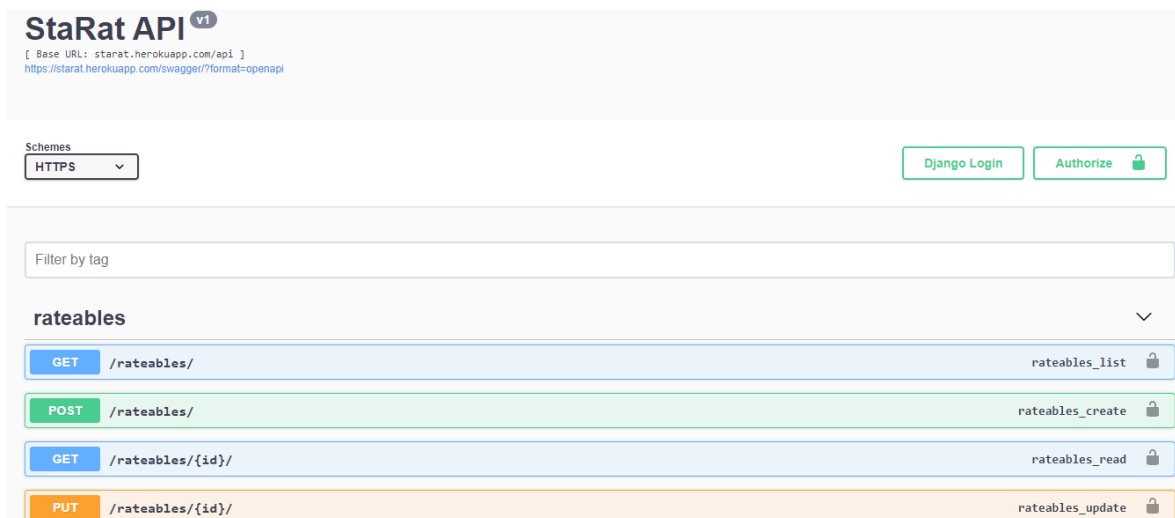 StaRat API v1
[ Base URL: starat.herokuapp.com/api ]
https://starat.herokuapp.com/swagger/?format=openapi
Schemes
HTTPS
Django Login
Authorize
Filter by tag
rateables
GET /rateables/ rateables_list
POST /rateables/ rateables_create
GET /rateables/{id}/ rateables_read
PUT /rateables/{id}/ rateables_update